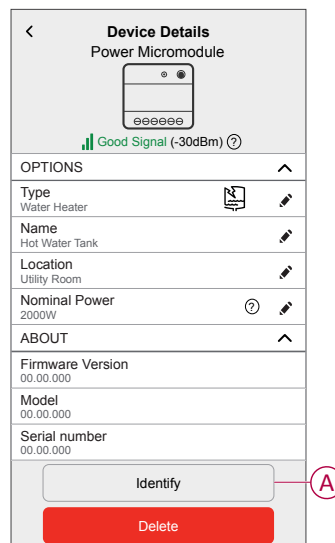 Device Details
Power Micromodule
Good Signal (-30dBm) ?
OPTIONS
Type
Water Heater
Name
Hot Water Tank
Location
Utility Room
Nominal Power ?
2000W
ABOUT
Firmware Version
00.00.000
Model
00.00.000
Serial number
00.00.000
Identify
A
Delete